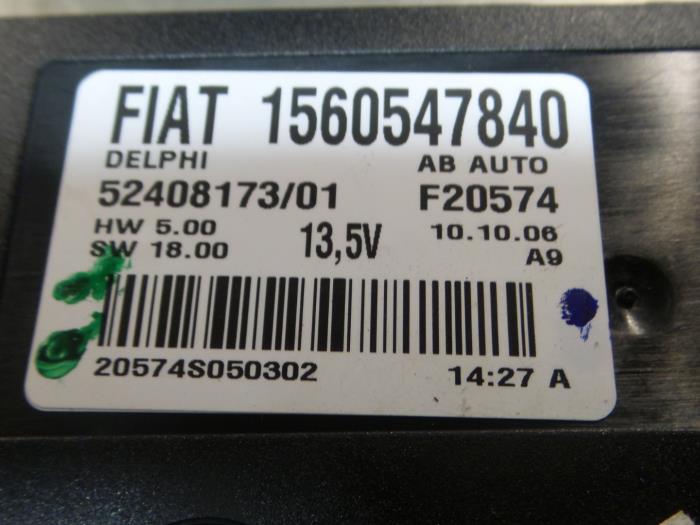 FIAT 1560547840
DELPHI AB AUTO
52408173/01 F20574
HW 5.00 13,5V 10.10.06
SW 18.00 A9
20574S050302 14:27 A